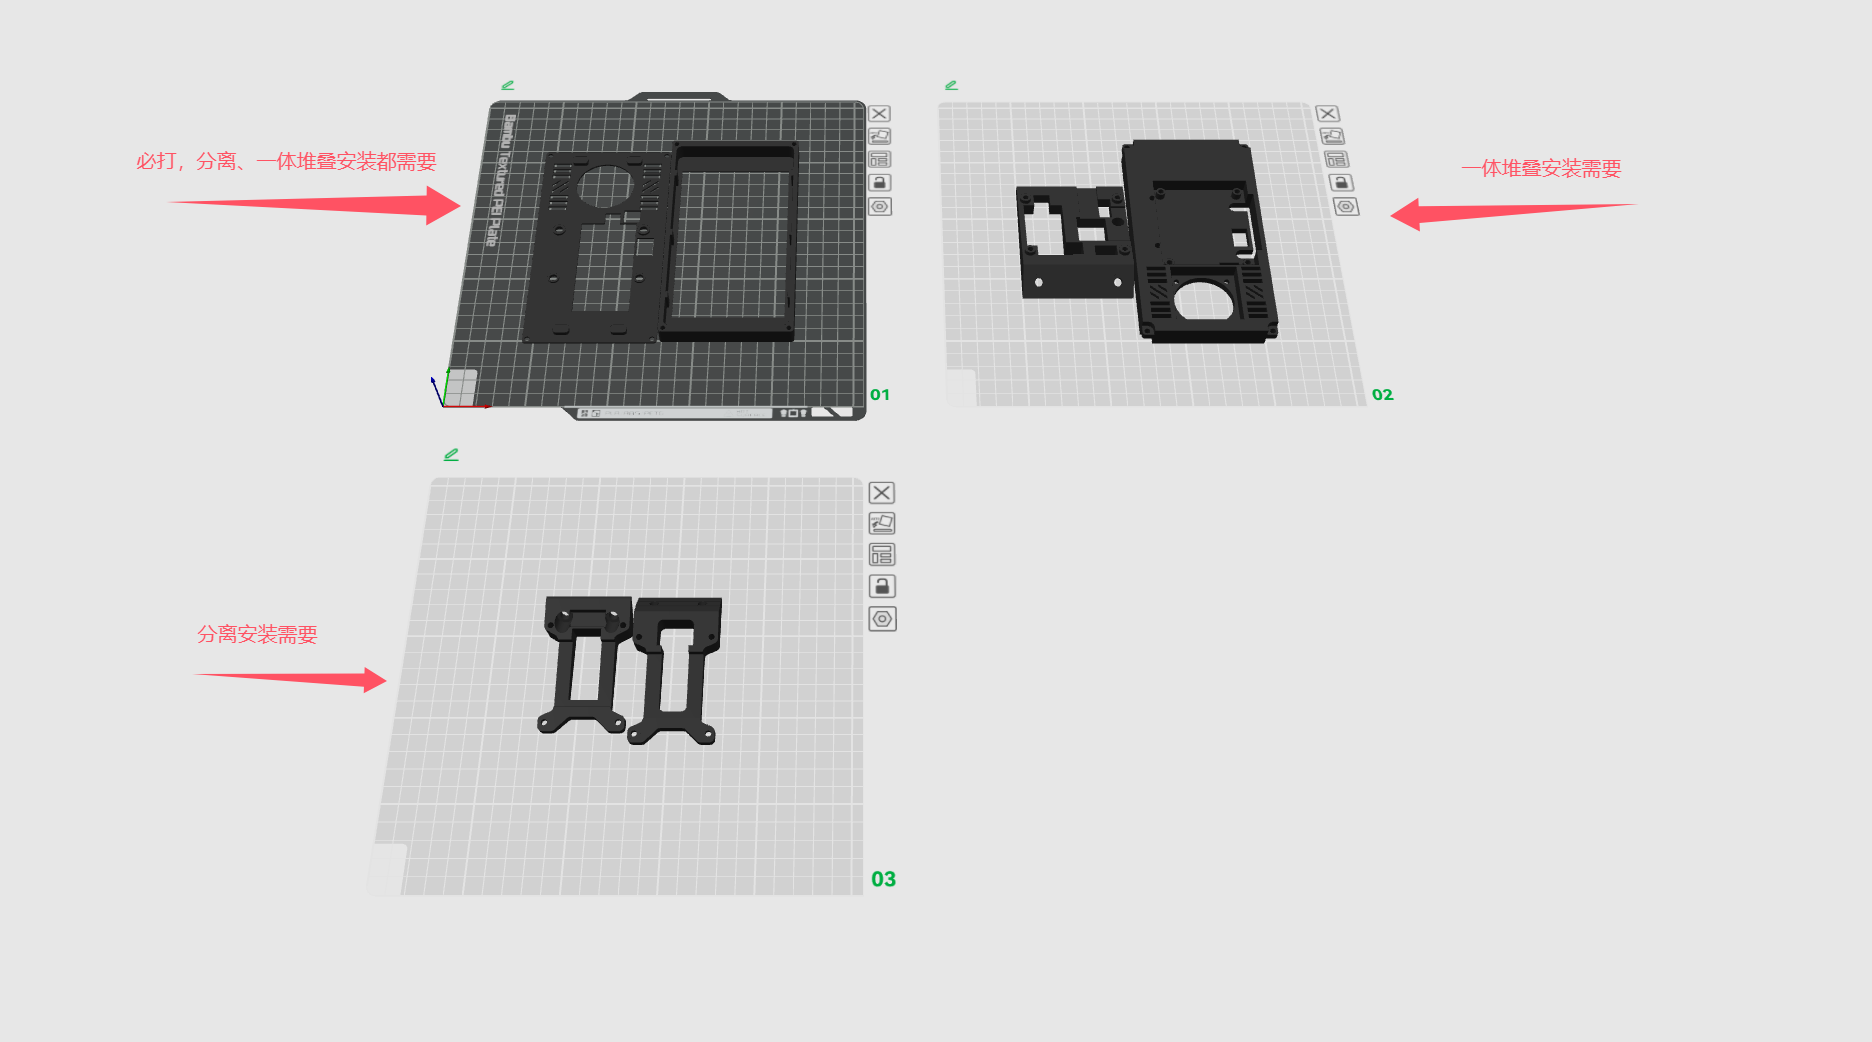 必打，分离、一体堆叠安装都需要
Bambu Textured PEI Plate
01
一体堆叠安装需要
02
分离安装需要
03